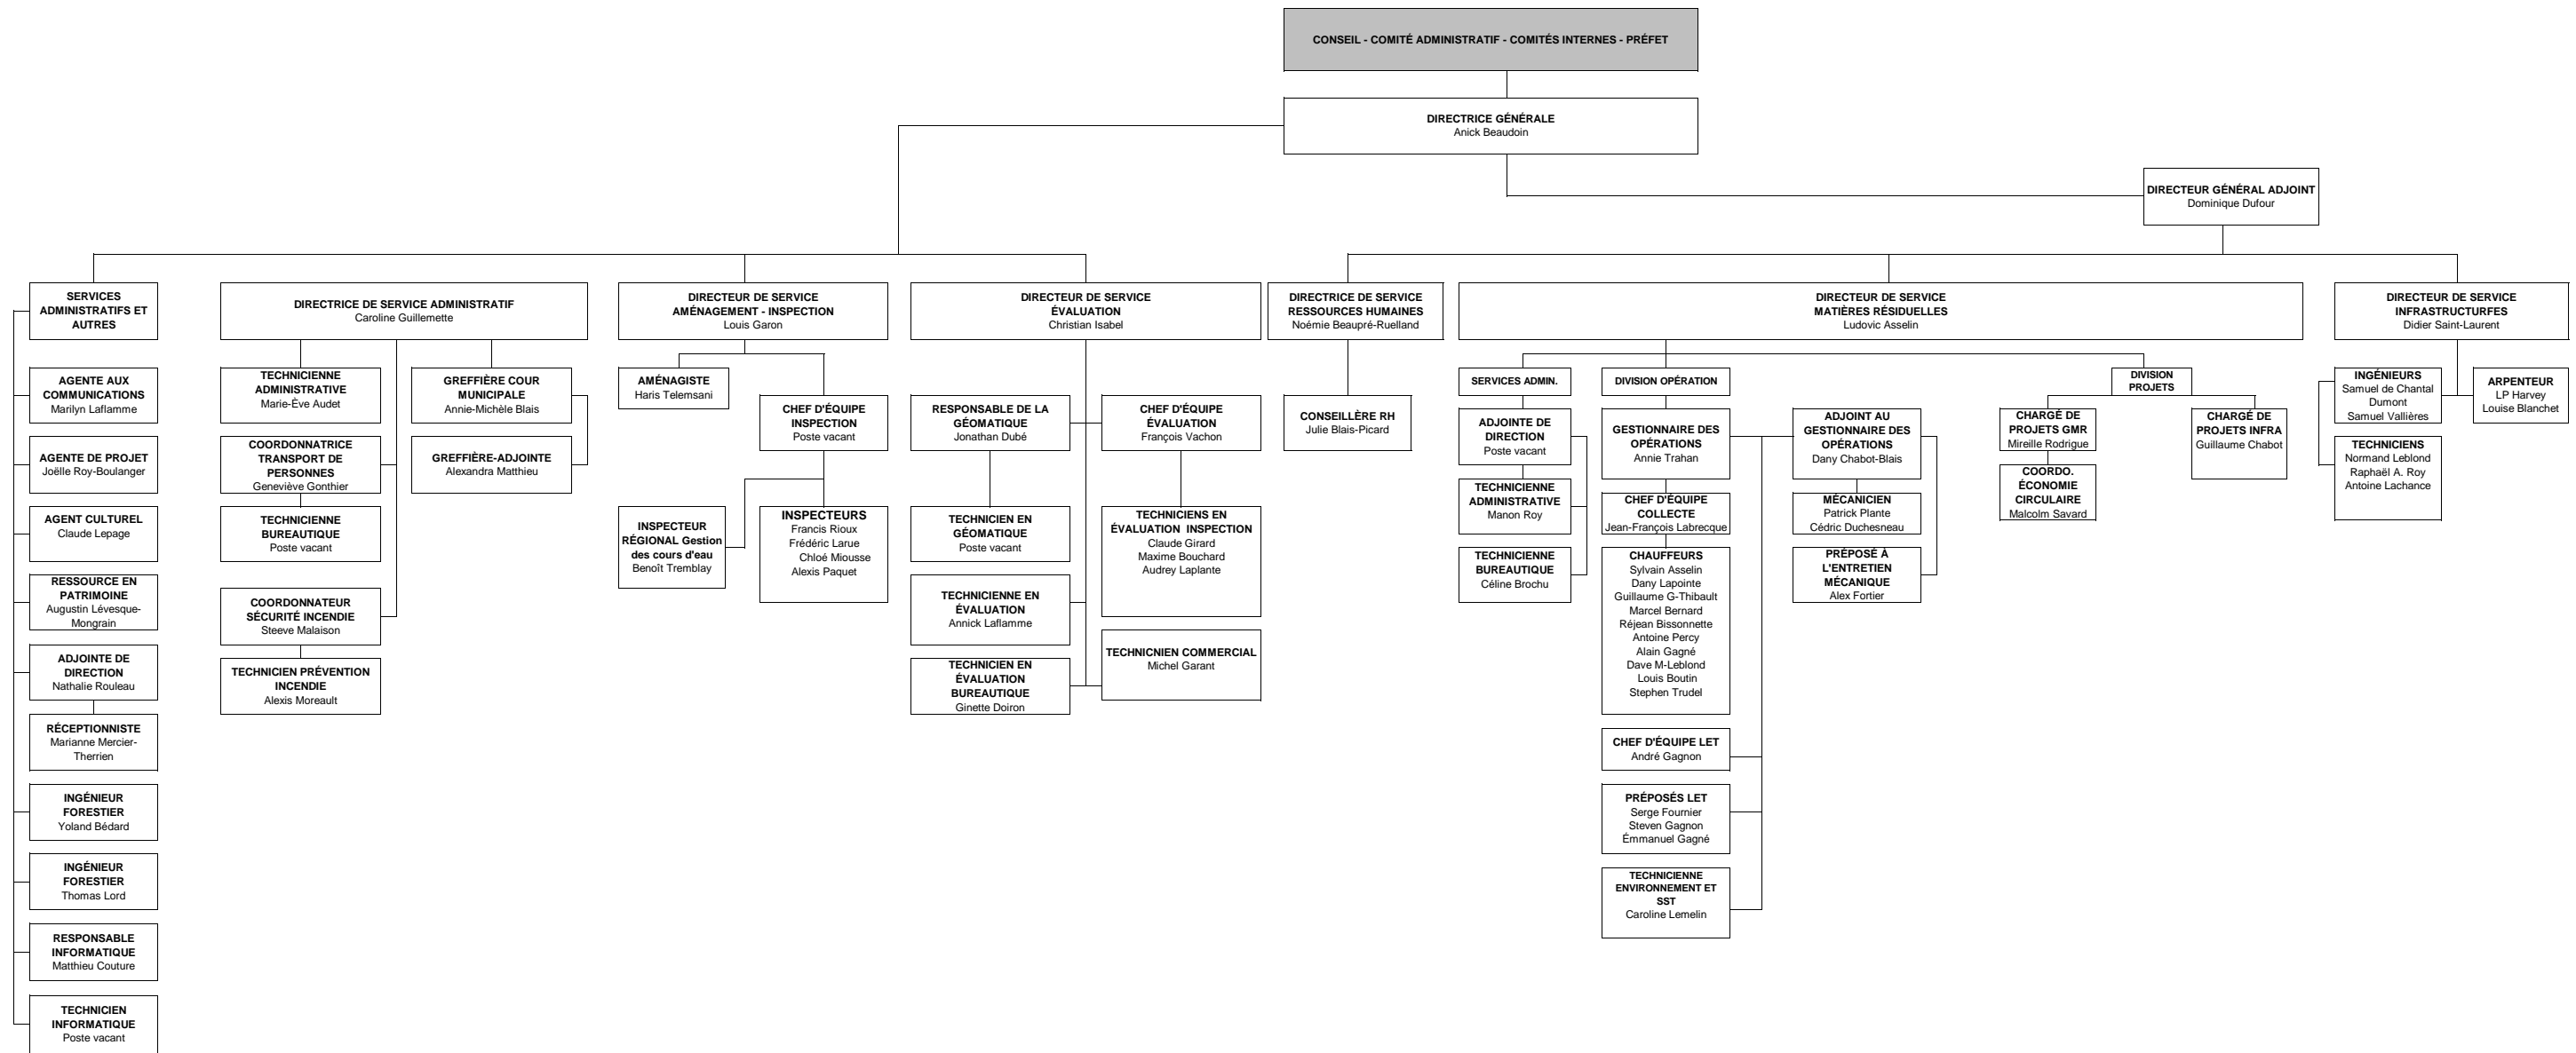 CONSEIL - COMITÉ ADMINISTRATIF - COMITÉS INTERNES - PRÉFET
DIRECTRICE GÉNÉRALE
Anick Beaudoin
DIRECTEUR GÉNÉRAL ADJOINT
Dominique Dufour
SERVICES
ADMINISTRATIFS ET
AUTRES
AGENTE AUX
COMMUNICATIONS
Marilyn Laflamme
AGENTE DE PROJET
Joëlle Roy-Boulanger
AGENT CULTUREL
Claude Lepage
RESSOURCE EN
PATRIMOINE
Augustin Lévesque-
Mongrain
ADJOINTE DE
DIRECTION
Nathalie Rouleau
RÉCEPTIONNISTE
Marianne Mercier-
Therrien
INGÉNIEUR
FORESTIER
Yoland Bédard
INGÉNIEUR
FORESTIER
Thomas Lord
RESPONSABLE
INFORMATIQUE
Matthieu Couture
TECHNICIEN
INFORMATIQUE
Poste vacant
DIRECTRICE DE SERVICE ADMINISTRATIF
Caroline Guillemette
TECHNICIENNE
ADMINISTRATIVE
Marie-Ève Audet
COORDONNATRICE
TRANSPORT DE
PERSONNES
Geneviève Gonthier
TECHNICIENNE
BUREAUTIQUE
Poste vacant
COORDONNATEUR
SÉCURITÉ INCENDIE
Steeve Malaison
TECHNICIEN PRÉVENTION
INCENDIE
Alexis Moreault
GREFFIÈRE COUR
MUNICIPALE
Annie-Michèle Blais
GREFFIÈRE-ADJOINTE
Alexandra Matthieu
DIRECTEUR DE SERVICE
AMÉNAGEMENT - INSPECTION
Louis Garon
AMÉNAGISTE
Haris Telemsani
CHEF D'ÉQUIPE
INSPECTION
Poste vacant
INSPECTEUR
RÉGIONAL Gestion
des cours d'eau
Benoît Tremblay
INSPECTEURS
Francis Rioux
Frédéric Larue
Chloé Miousse
Alexis Paquet
DIRECTEUR DE SERVICE
ÉVALUATION
Christian Isabel
RESPONSABLE DE LA
GÉOMATIQUE
Jonathan Dubé
TECHNICIEN EN
GÉOMATIQUE
Poste vacant
TECHNICIENNE EN
ÉVALUATION
Annick Laflamme
TECHNICIEN EN
ÉVALUATION
BUREAUTIQUE
Ginette Doiron
CHEF D'ÉQUIPE
ÉVALUATION
François Vachon
TECHNICIENS EN
ÉVALUATION INSPECTION
Claude Girard
Maxime Bouchard
Audrey Laplante
TECHNICNIEN COMMERCIAL
Michel Garant
DIRECTRICE DE SERVICE
RESSOURCES HUMAINES
Noémie Beaupré-Ruelland
CONSEILLÈRE RH
Julie Blais-Picard
DIRECTEUR DE SERVICE
MATIÈRES RÉSIDUELLES
Ludovic Asselin
SERVICES ADMIN.
ADJOINTE DE
DIRECTION
Poste vacant
TECHNICIENNE
ADMINISTRATIVE
Manon Roy
TECHNICIENNE
BUREAUTIQUE
Céline Brochu
DIVISION OPÉRATION
GESTIONNAIRE DES
OPÉRATIONS
Annie Trahan
CHEF D'ÉQUIPE
COLLECTE
Jean-François Labrecque
CHAUFFEURS
Sylvain Asselin
Dany Lapointe
Guillaume G-Thibault
Marcel Bernard
Réjean Bissonnette
Antoine Percy
Alain Gagné
Dave M-Leblond
Louis Boutin
Stephen Trudel
CHEF D'ÉQUIPE LET
André Gagnon
PRÉPOSÉS LET
Serge Fournier
Steven Gagnon
Émmanuel Gagné
TECHNICIENNE
ENVIRONNEMENT ET
SST
Caroline Lemelin
ADJOINT AU
GESTIONNAIRE DES
OPÉRATIONS
Dany Chabot-Blais
MÉCANICIEN
Patrick Plante
Cédric Duchesneau
PRÉPOSÉ À
L'ENTRETIEN
MÉCANIQUE
Alex Fortier
DIVISION
PROJETS
CHARGÉ DE
PROJETS GMR
Mireille Rodrigue
COORDO.
ÉCONOMIE
CIRCULAIRE
Malcolm Savard
CHARGÉ DE
PROJETS INFRA
Guillaume Chabot
DIRECTEUR DE SERVICE
INFRASTRUCTURFES
Didier Saint-Laurent
INGÉNIEURS
Samuel de Chantal
Dumont
Samuel Vallières
TECHNICIENS
Normand Leblond
Raphaël A. Roy
Antoine Lachance
ARPENTEUR
LP Harvey
Louise Blanchet